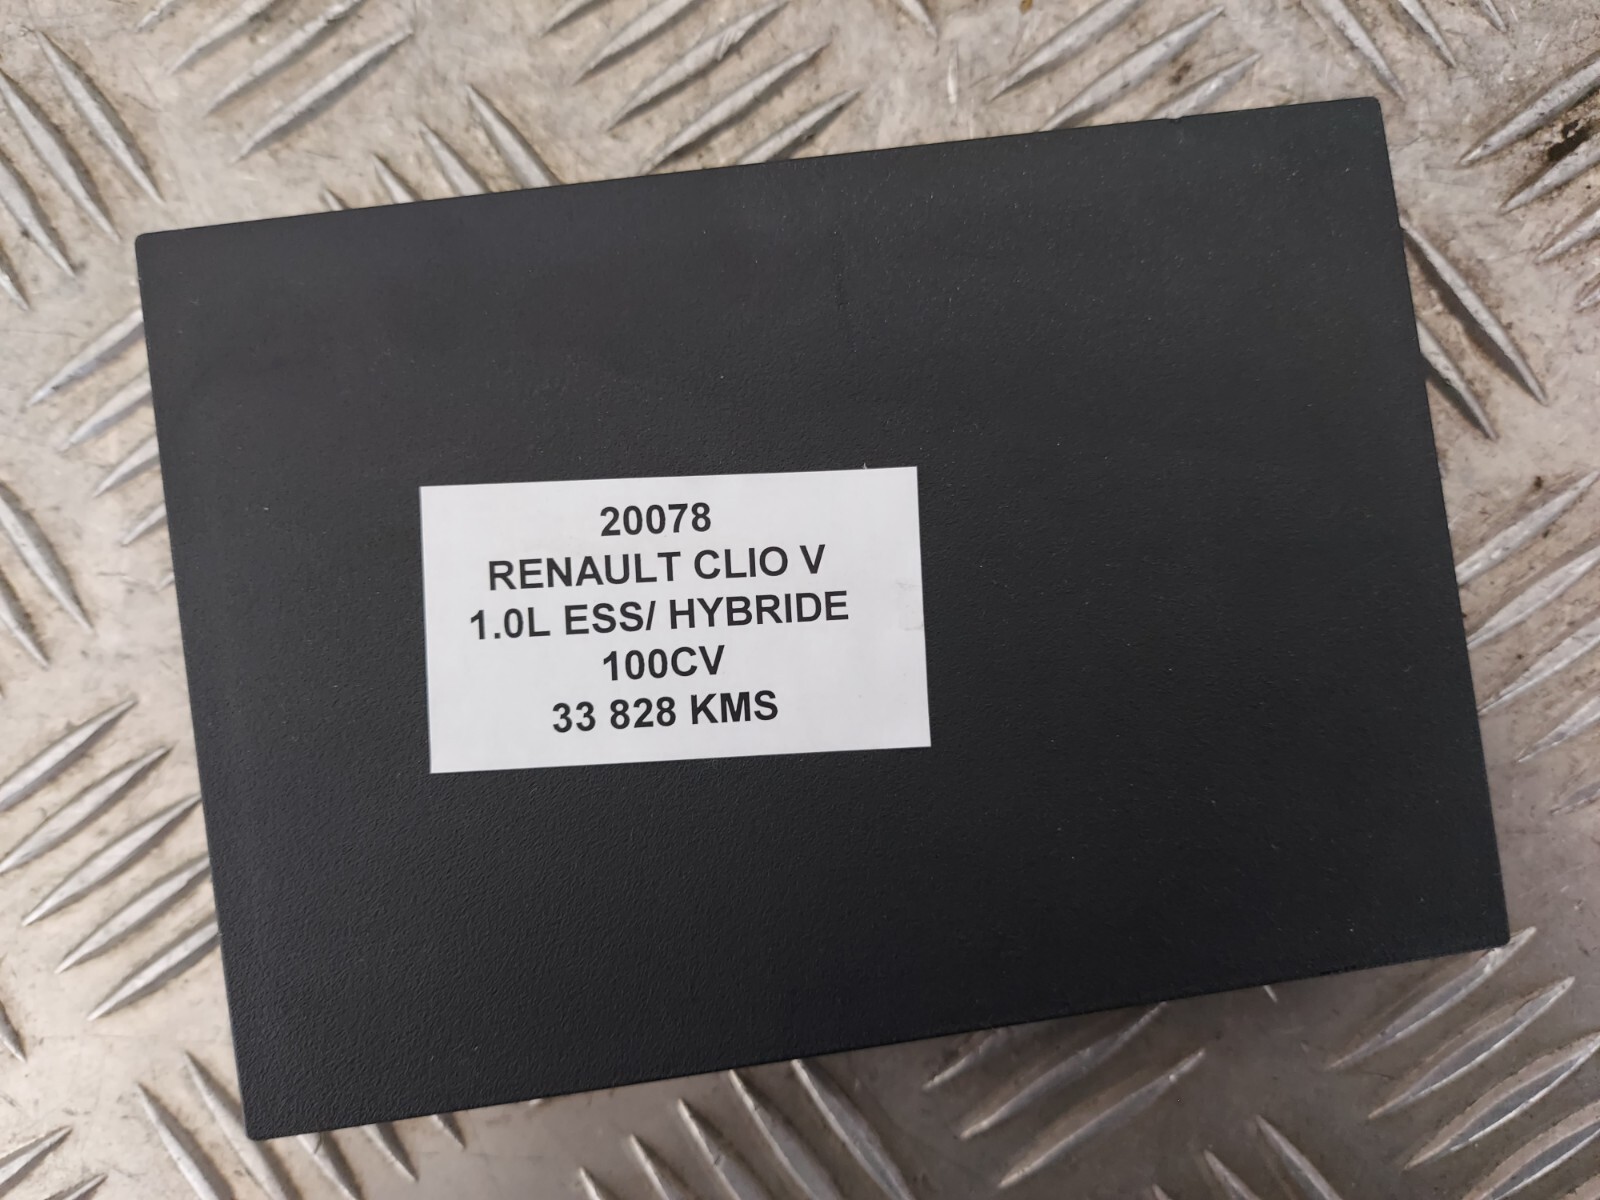 20078
RENAULT CLIO V
1.0L ESS/ HYBRIDE
100CV
33 828 KMS